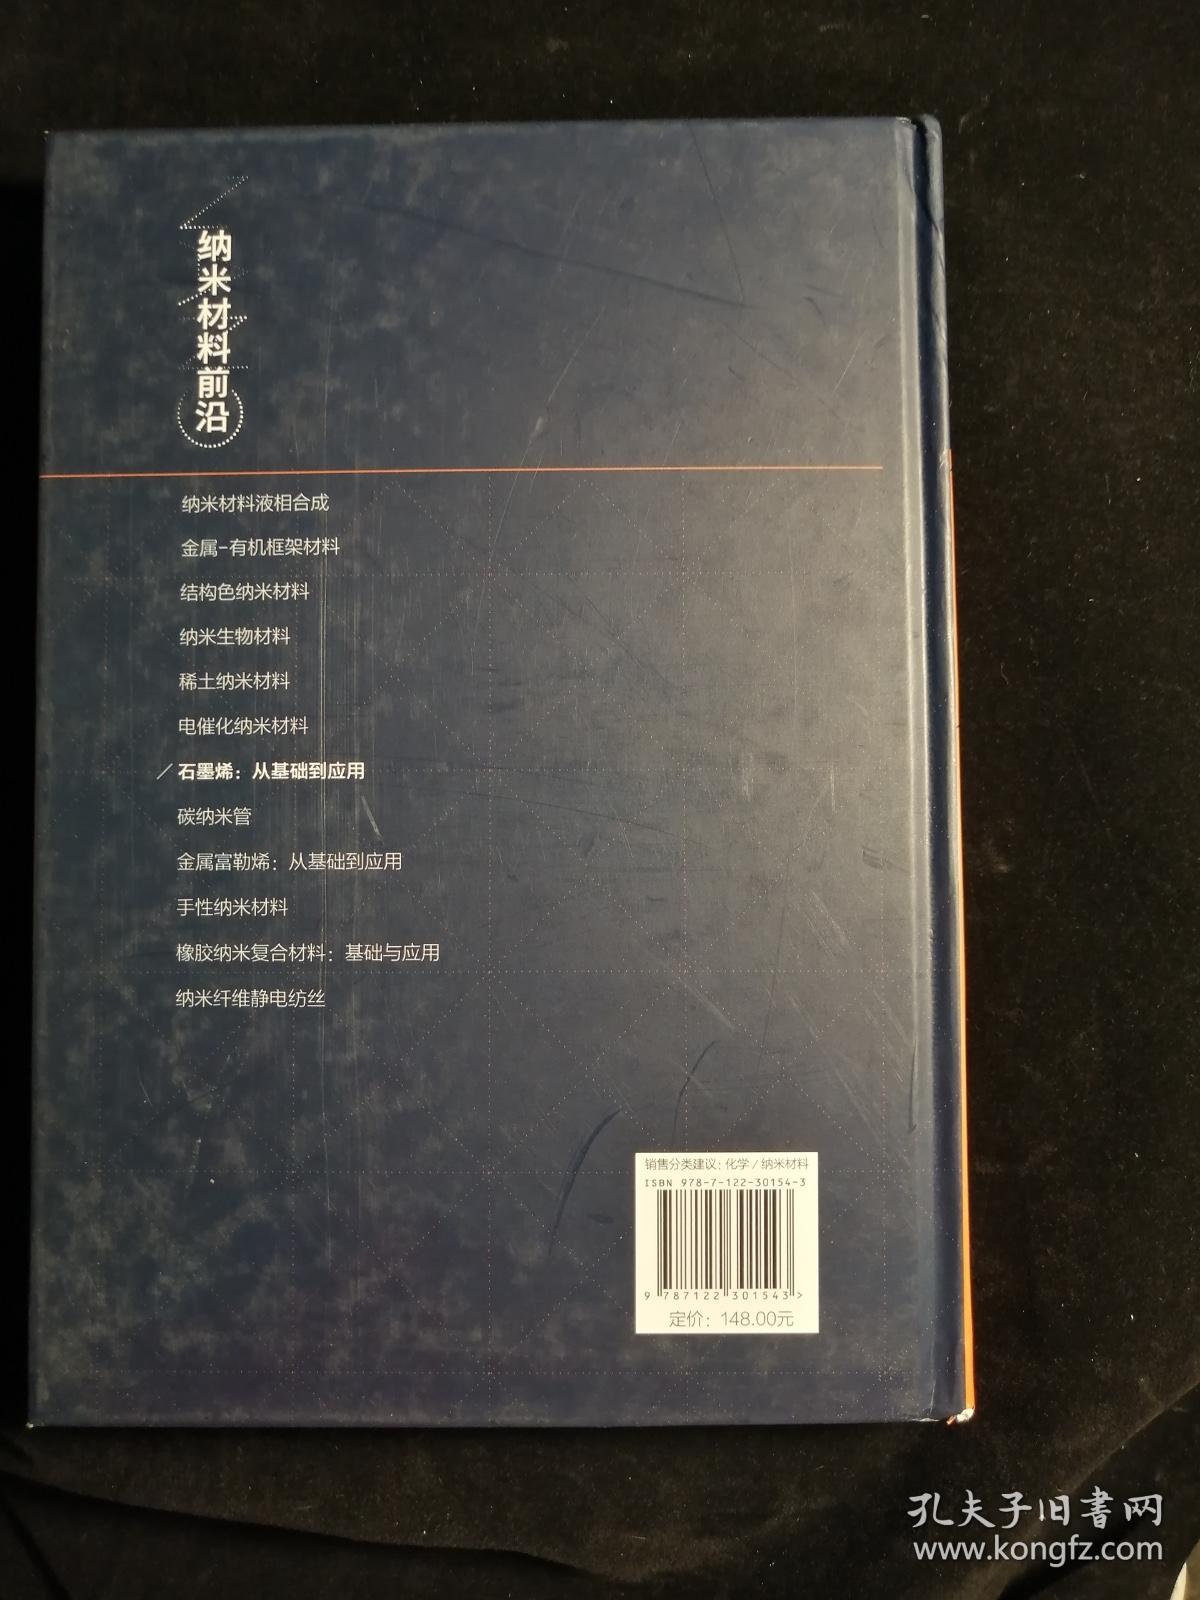 纳米材料前沿
纳米材料液相合成
金属-有机框架材料
结构色纳米材料
纳米生物材料
稀土纳米材料
电催化纳米材料
/石墨烯：从基础到应用
碳纳米管
金属富勒烯：从基础到应用
手性纳米材料
橡胶纳米复合材料：基础与应用
纳米纤维静电纺丝
销售分类建议：化学/纳米材料
ISBN 978-7-122-30154-3
9 787122 301543>
定价：148.00元
孔夫子旧书网
www.kongfz.com